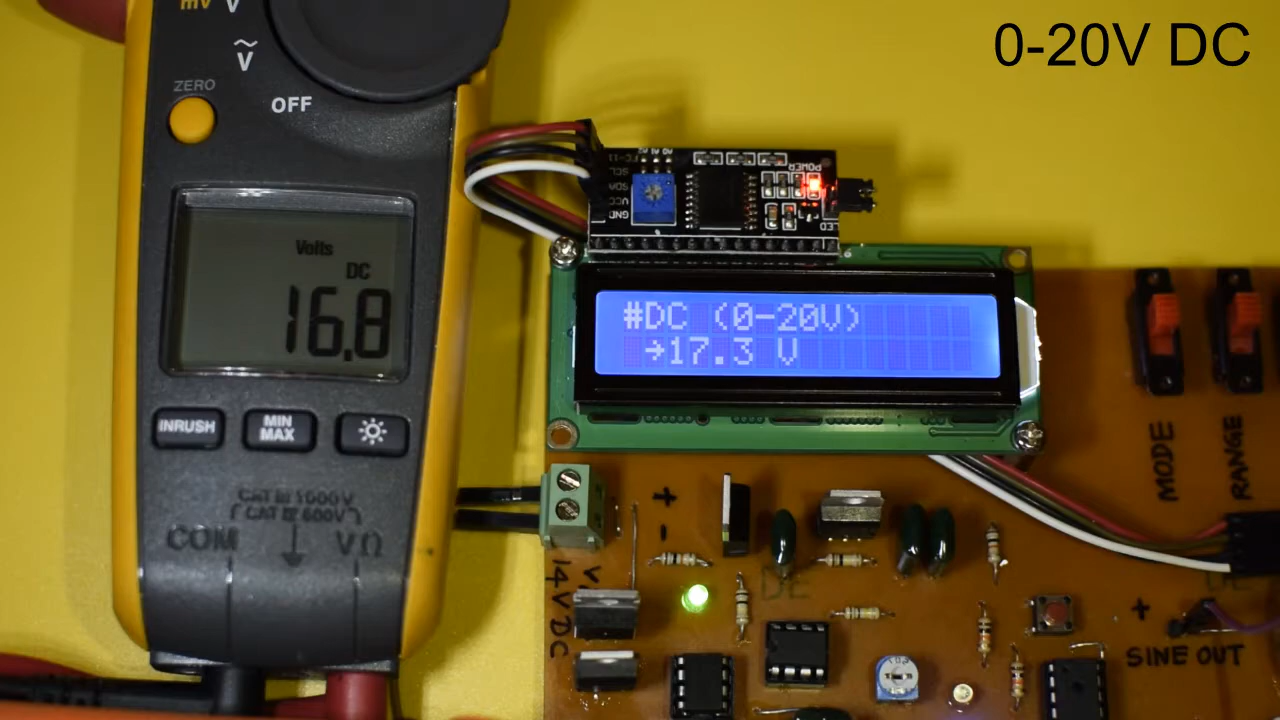 0-20V DC
mV V
V
ZERO
OFF
Volts
DC
16.8
INRUSH
MIN
MAX
CAT III 1000V
CAT IV 600V
COM
VΩ
SCL
SDA
VCC
GND
POWER
LED
#DC (0-20V)
→17.3 V
MODE
RANGE
+
-
14V DC
+
SINE OUT